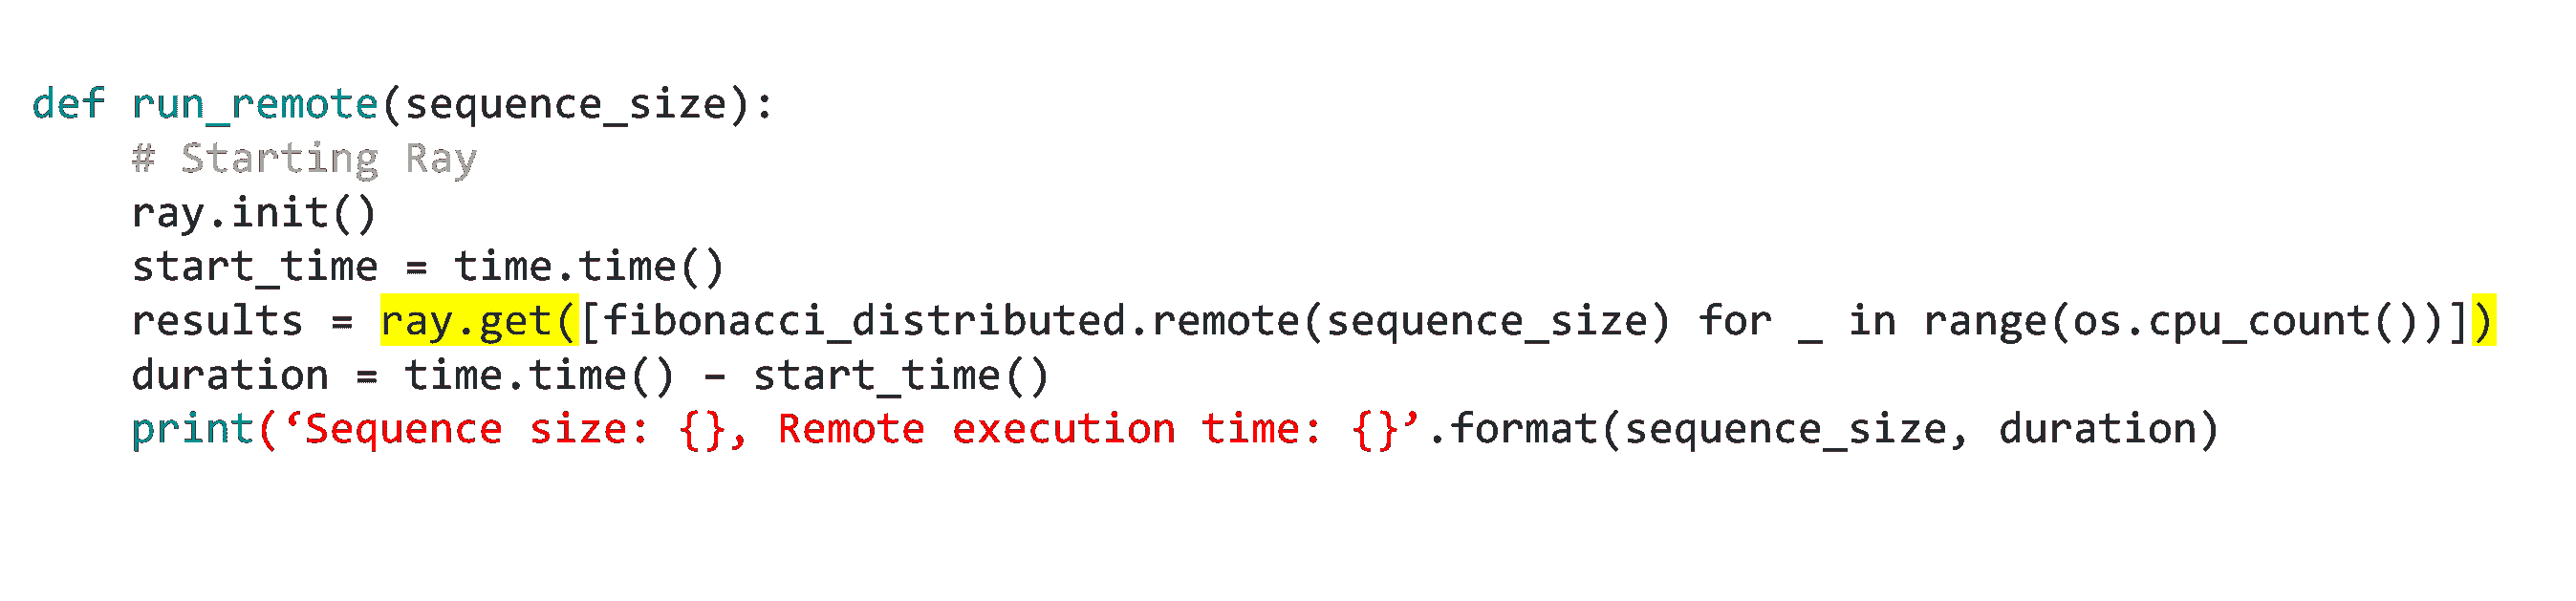 def run_remote(sequence_size):
    # Starting Ray
    ray.init()
    start_time = time.time()
    results = ray.get([fibonacci_distributed.remote(sequence_size) for _ in range(os.cpu_count())])
    duration = time.time() – start_time()
    print(‘Sequence size: {}, Remote execution time: {}’.format(sequence_size, duration)